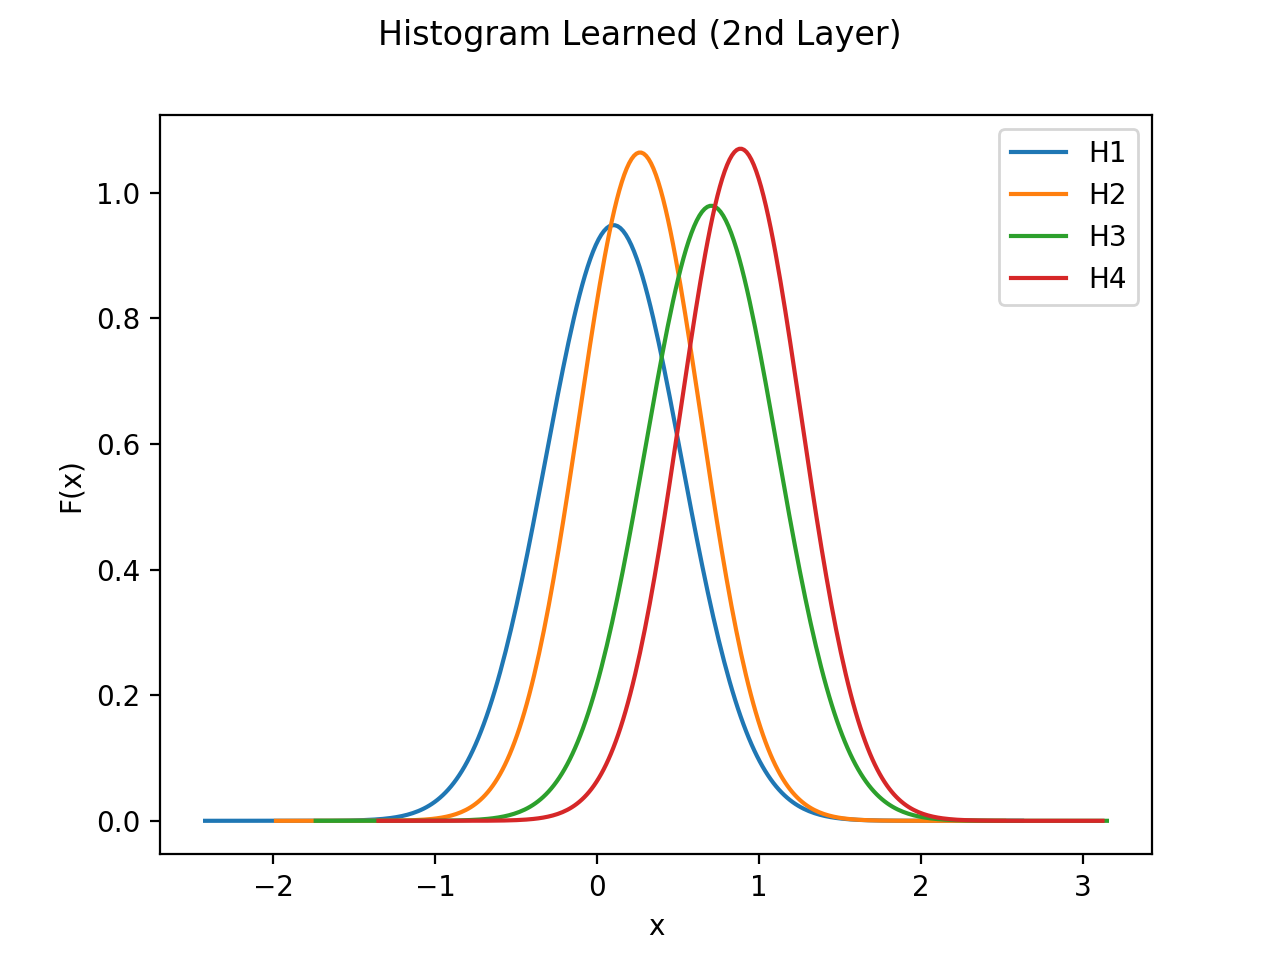 Histogram Learned (2nd Layer)
H1
H2
H3
H4
1.0
0.8
0.6
0.4
0.2
0.0
F(x)
−2 −1 0 1 2 3
x